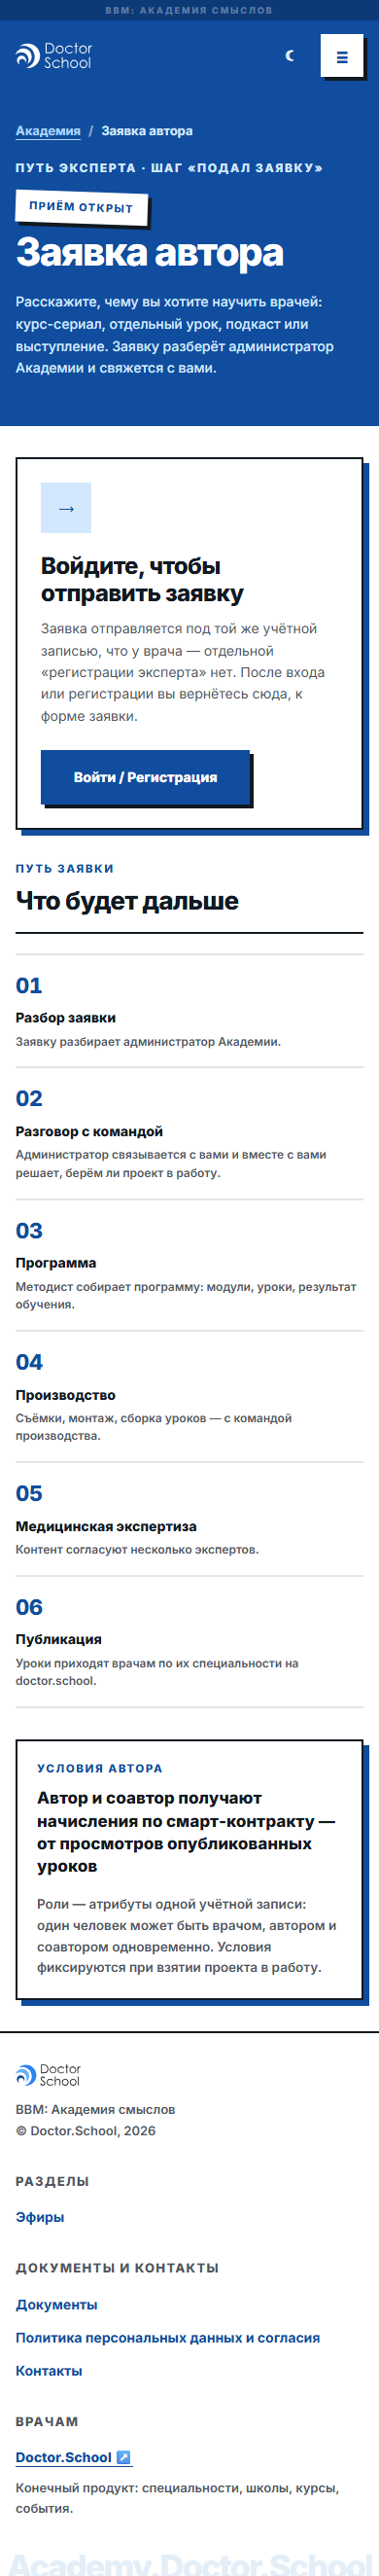 ВВМ: АКАДЕМИЯ СМЫСЛОВ
Doctor
School
Академия / Заявка автора
ПУТЬ ЭКСПЕРТА · ШАГ «ПОДАЛ ЗАЯВКУ»
ПРИЁМ ОТКРЫТ
Заявка автора
Расскажите, чему вы хотите научить врачей:
курс-сериал, отдельный урок, подкаст или
выступление. Заявку разберёт администратор
Академии и свяжется с вами.
→
Войдите, чтобы
отправить заявку
Заявка отправляется под той же учётной
записью, что у врача — отдельной
«регистрации эксперта» нет. После входа
или регистрации вы вернётесь сюда, к
форме заявки.
Войти / Регистрация
ПУТЬ ЗАЯВКИ
Что будет дальше
01
Разбор заявки
Заявку разбирает администратор Академии.
02
Разговор с командой
Администратор связывается с вами и вместе с вами
решает, берём ли проект в работу.
03
Программа
Методист собирает программу: модули, уроки, результат
обучения.
04
Производство
Съёмки, монтаж, сборка уроков — с командой
производства.
05
Медицинская экспертиза
Контент согласуют несколько экспертов.
06
Публикация
Уроки приходят врачам по их специальности на
doctor.school.
УСЛОВИЯ АВТОРА
Автор и соавтор получают
начисления по смарт-контракту —
от просмотров опубликованных
уроков
Роли — атрибуты одной учётной записи:
один человек может быть врачом, автором и
соавтором одновременно. Условия
фиксируются при взятии проекта в работу.
Doctor
School
ВВМ: Академия смыслов
© Doctor.School, 2026
РАЗДЕЛЫ
Эфиры
ДОКУМЕНТЫ И КОНТАКТЫ
Документы
Политика персональных данных и согласия
Контакты
ВРАЧАМ
Doctor.School ↗
Конечный продукт: специальности, школы, курсы,
события.
Academy.Doctor.School